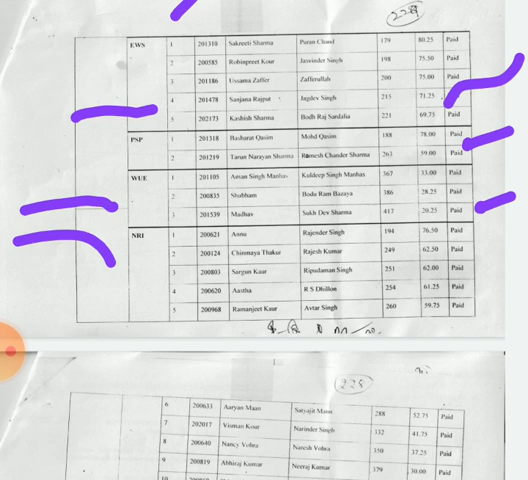 228
EWS 1 201310 Sakreeti Sharma Puran Chand 179 80.25 Paid
2 200585 Robinpreet Kour Jasvinder Singh 198 75.50 Paid
3 201186 Ussama Zaffer Zafferullah 200 75.00 Paid
4 201478 Sanjana Rajput Jagdev Singh 215 71.25 Paid
5 202173 Kashish Sharma Bodh Raj Sardalia 221 69.75 Paid
PSP 1 201318 Basharat Qasim Mohd Qasim 188 78.00 Paid
2 201219 Tarun Narayan Sharma Ramesh Chander Sharma 263 59.00 Paid
WUE 1 201105 Aman Singh Manhas Kuldeep Singh Manhas 367 33.00 Paid
2 200835 Shubham Bodu Ram Bazaya 386 28.25 Paid
3 201539 Madhav Sukh Dev Sharma 417 20.25 Paid
NRI 1 200621 Annu Rajender Singh 194 76.50 Paid
2 200124 Chinmaya Thakur Rajesh Kumar 249 62.50 Paid
3 200803 Sargun Kaur Ripudaman Singh 251 62.00 Paid
4 200620 Aastha R S Dhillon 254 61.25 Paid
5 200968 Ramanjeet Kaur Avtar Singh 260 59.75 Paid
228
6 200633 Aaryan Maan Satyajit Mann 288 52.75 Paid
7 202017 Visman Kour Narinder Singh 332 41.75 Paid
8 200640 Nancy Vohra Naresh Vohra 350 37.25 Paid
9 200819 Abhiraj Kumar Neeraj Kumar 379 30.00 Paid
10